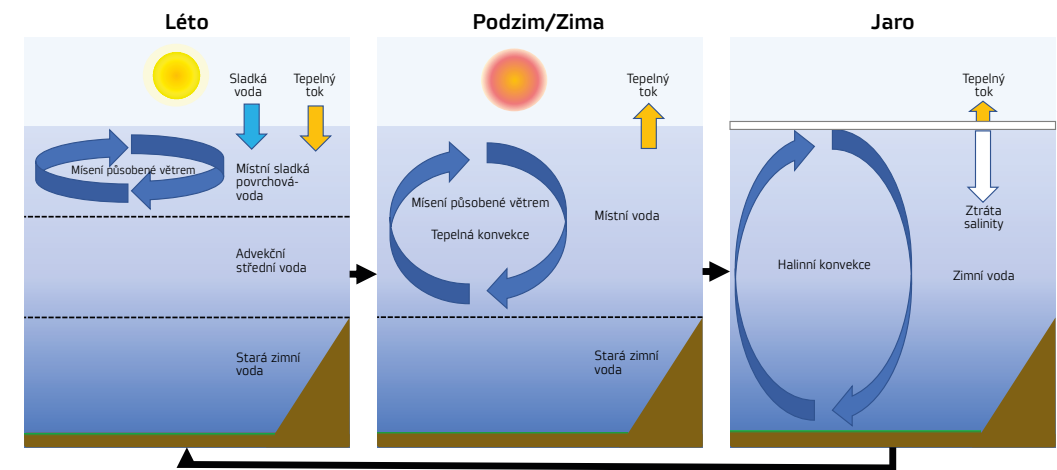 Léto
Sladká
voda
Tepelný
tok
Mísení působené větrem
Místní sladká
povrchová-
voda
Advekční
střední voda
Stará zimní
voda
Podzim/Zima
Tepelný
tok
Mísení působené větrem
Tepelná konvekce
Místní voda
Stará zimní
voda
Jaro
Tepelný
tok
Ztráta
salinity
Halinní konvekce
Zimní voda